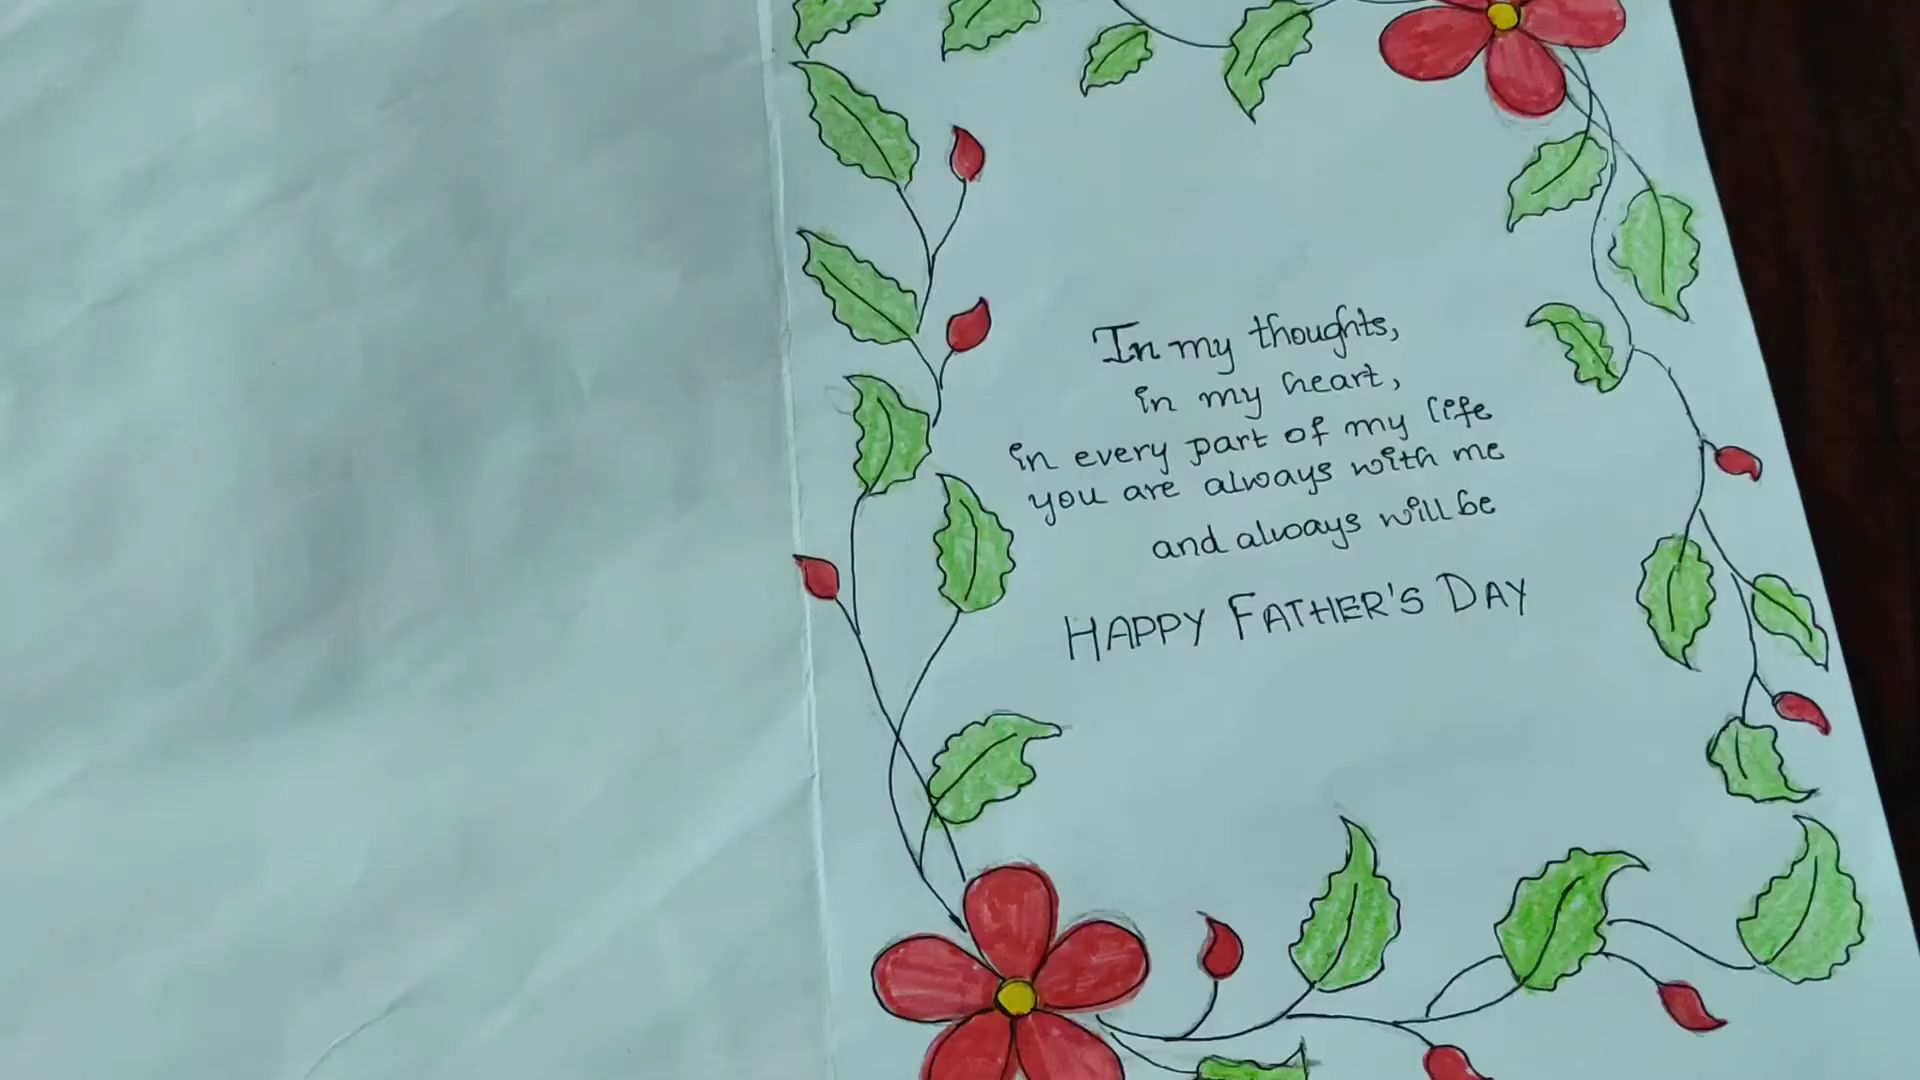 In my thoughts,
in my heart,
in every part of my life
you are always with me
and always will be
HAPPY FATHER'S DAY